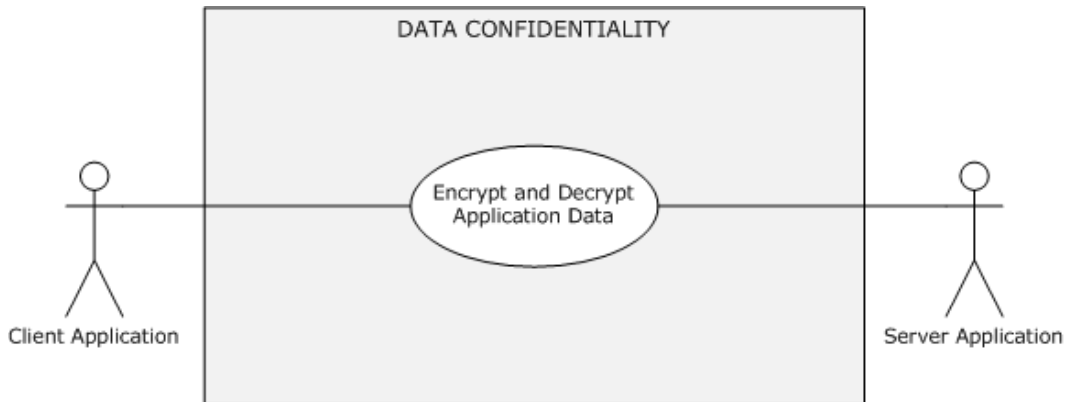 DATA CONFIDENTIALITY
Encrypt and Decrypt
Application Data
Client Application
Server Application